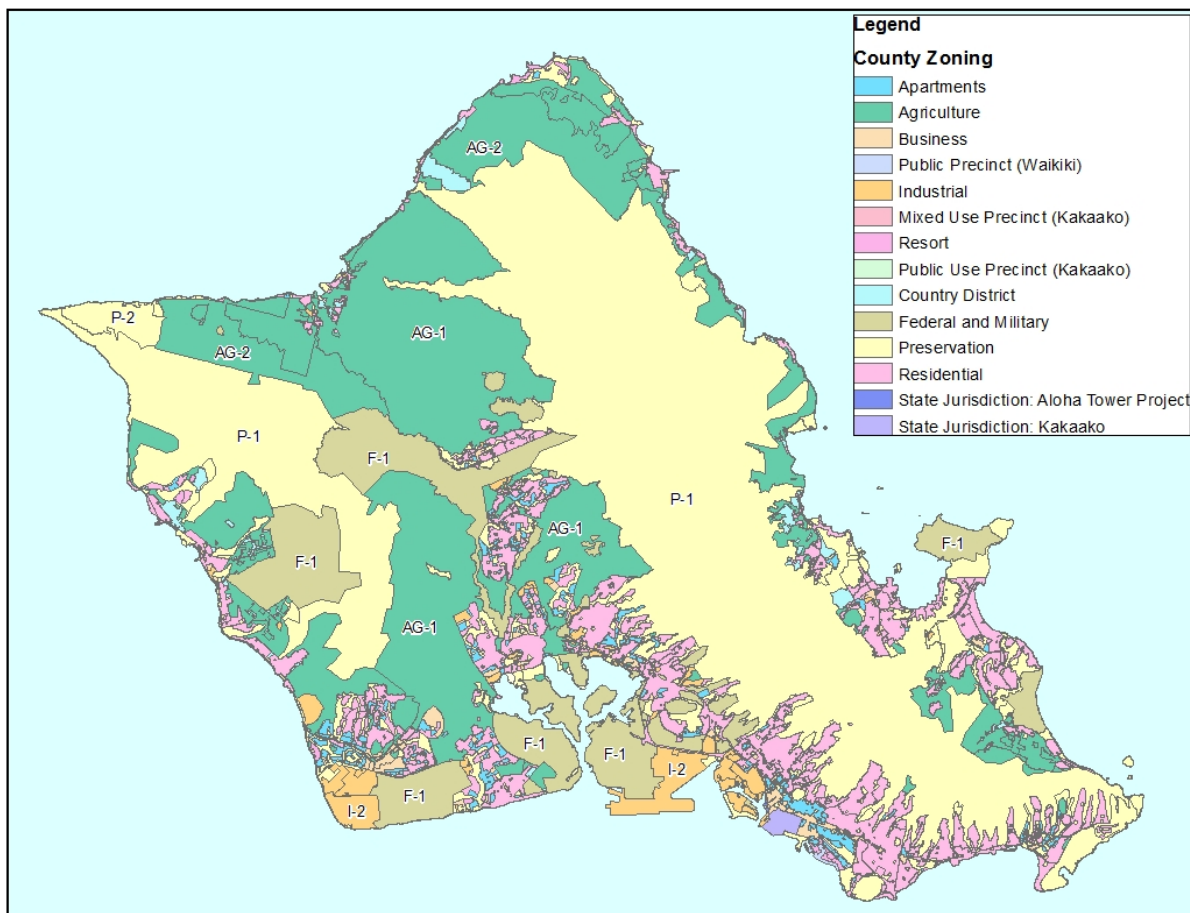 Legend
County Zoning
Apartments
Agriculture
Business
Public Precinct (Waikiki)
Industrial
Mixed Use Precinct (Kakaako)
Resort
Public Use Precinct (Kakaako)
Country District
Federal and Military
Preservation
Residential
State Jurisdiction: Aloha Tower Project
State Jurisdiction: Kakaako
AG-2
P-2
AG-1
AG-2
P-1
F-1
P-1
AG-1
F-1
F-1
AG-1
F-1
F-1
I-2
I-2
F-1